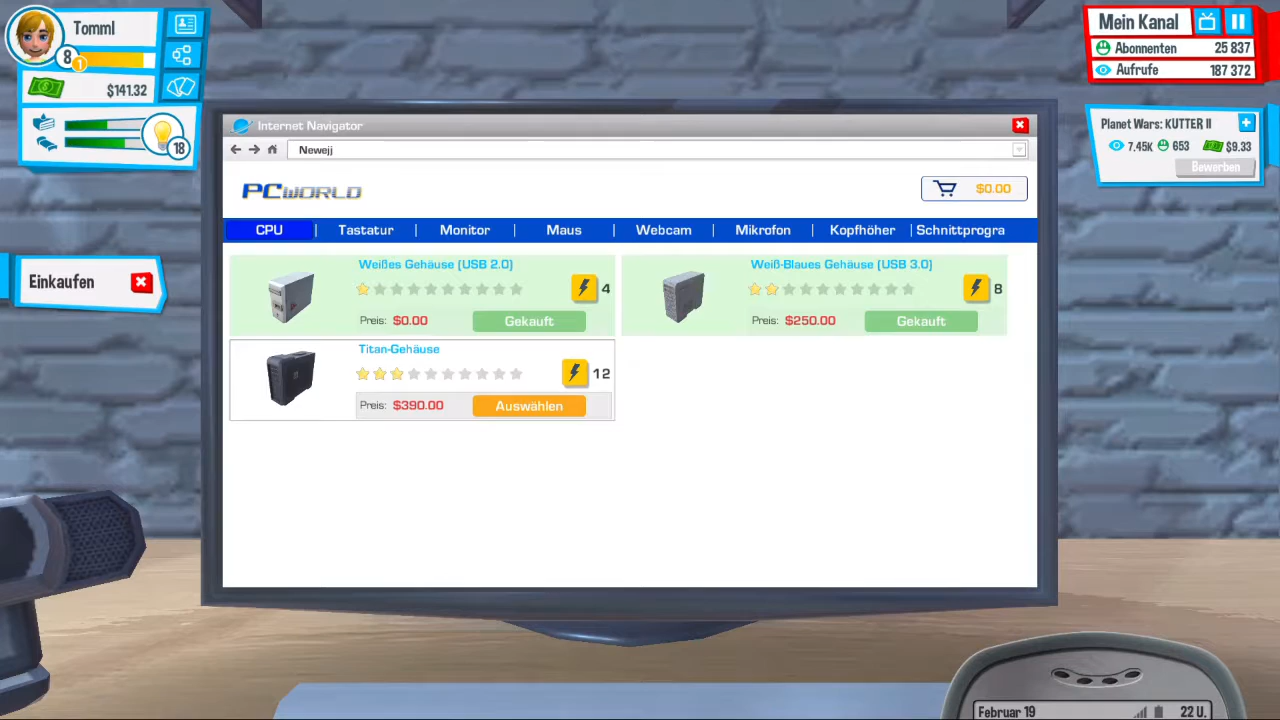 Tomml
8
1
$141.32
18
Mein Kanal
Abonnenten 25 837
Aufrufe 187 372
Planet Wars: KUTTER II
7.45K 653 $9.33
Bewerben
Einkaufen
Internet Navigator
Newejj
PCWORLD
$0.00
CPU | Tastatur | Monitor | Maus | Webcam | Mikrofon | Kopfhöher | Schnittprogra
Weißes Gehäuse (USB 2.0)
4
Preis: $0.00 Gekauft
Weiß-Blaues Gehäuse (USB 3.0)
8
Preis: $250.00 Gekauft
Titan-Gehäuse
12
Preis: $390.00 Auswählen
Februar 19 22 U.